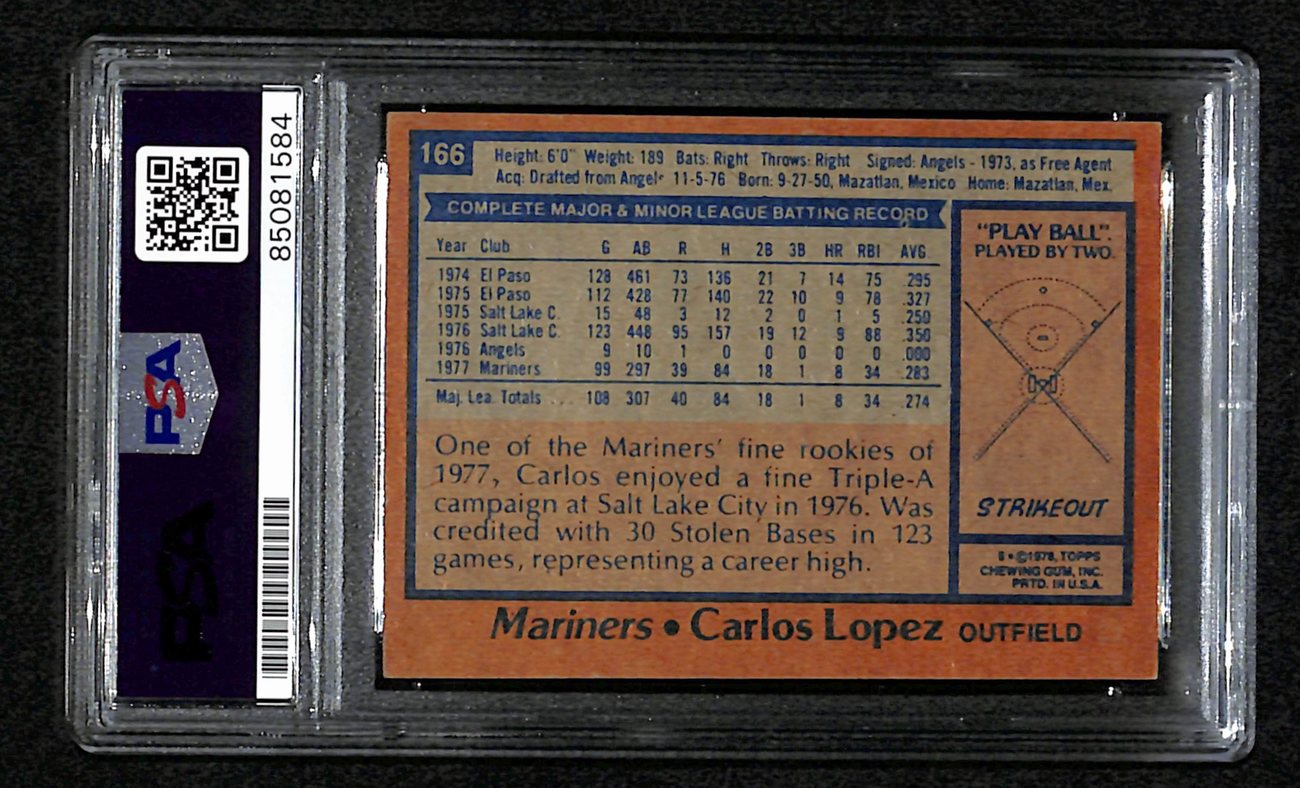 85081584
PSA
PSA
166
Height: 6'0" Weight: 189 Bats: Right Throws: Right Signed: Angels - 1973, as Free Agent
Acq: Drafted from Angels 11-5-76 Born: 9-27-50, Mazatlan, Mexico Home: Mazatlan, Mex.
COMPLETE MAJOR & MINOR LEAGUE BATTING RECORD
Year Club G AB R H 2B 3B HR RBI AVG.
1974 El Paso 128 461 73 136 21 7 14 75 .295
1975 El Paso 112 428 77 140 22 10 9 78 .327
1975 Salt Lake C. 15 48 3 12 2 0 1 5 .250
1976 Salt Lake C. 123 448 95 157 19 12 9 88 .350
1976 Angels 9 10 1 0 0 0 0 0 .000
1977 Mariners 99 297 39 84 18 1 8 34 .283
Maj. Lea. Totals ... 108 307 40 84 18 1 8 34 .274
One of the Mariners' fine rookies of
1977, Carlos enjoyed a fine Triple-A
campaign at Salt Lake City in 1976. Was
credited with 30 Stolen Bases in 123
games, representing a career high.
"PLAY BALL".
PLAYED BY TWO.
STRIKEOUT
©1978, TOPPS
CHEWING GUM, INC.
PRTD. IN U.S.A.
Mariners • Carlos Lopez OUTFIELD